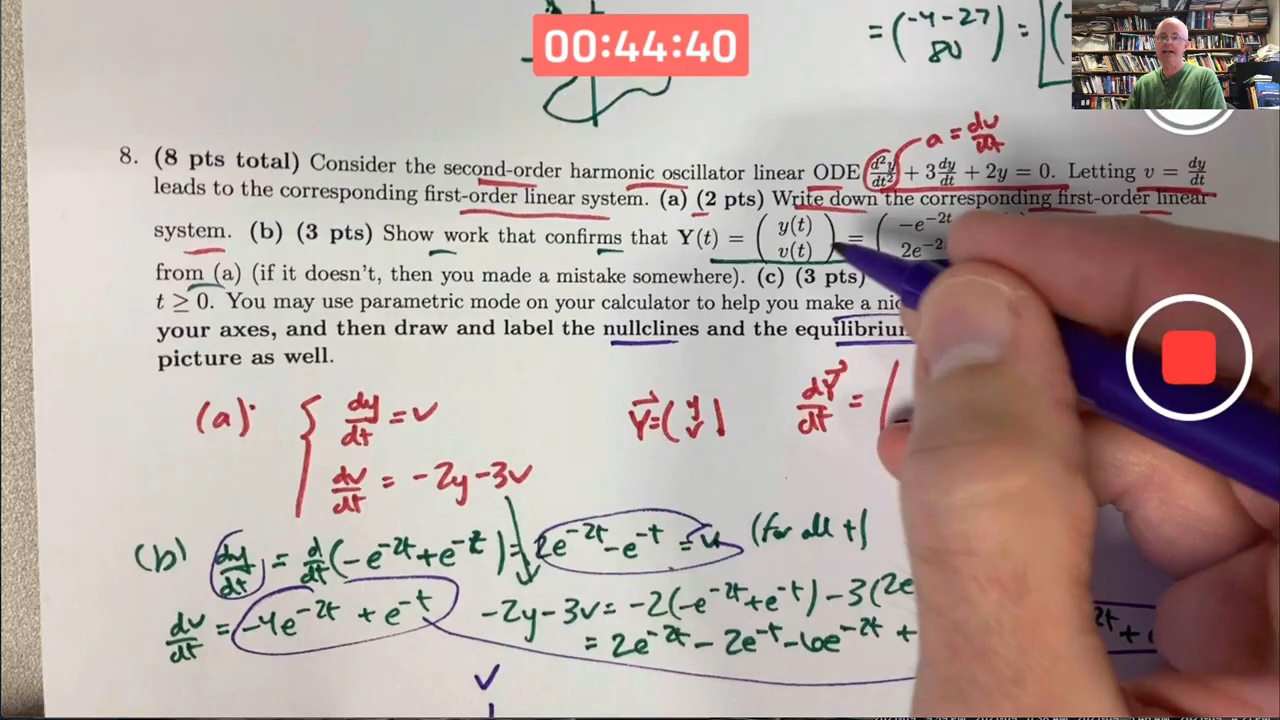 00:44:40
= (-4-27
80) =
a = dv/dt
8. (8 pts total) Consider the second-order harmonic oscillator linear ODE d²y/dt² + 3 dy/dt + 2y = 0. Letting v = dy/dt
leads to the corresponding first-order linear system. (a) (2 pts) Write down the corresponding first-order linear
system. (b) (3 pts) Show work that confirms that Y(t) = ( y(t) v(t) ) = ( −e^{−2t} 2e^{−2
from (a) (if it doesn't, then you made a mistake somewhere). (c) (3 pts)
t ≥ 0. You may use parametric mode on your calculator to help you make a nic
your axes, and then draw and label the nullclines and the equilibriu
picture as well.
(a): { dy/dt = v
dv/dt = -2y-3v
Y = (y v)
dY/dt = (
(b) dy/dt = d/dt(-e^{-2t}+e^{-t}) = 2e^{-2t}-e^{-t} = v (for all t)
dv/dt = -4e^{-2t} + e^{-t} -2y-3v = -2(-e^{-2t}+e^{-t}) -3(2e
= 2e^{-2t} - 2e^{-t} - 6e^{-2t} +
v